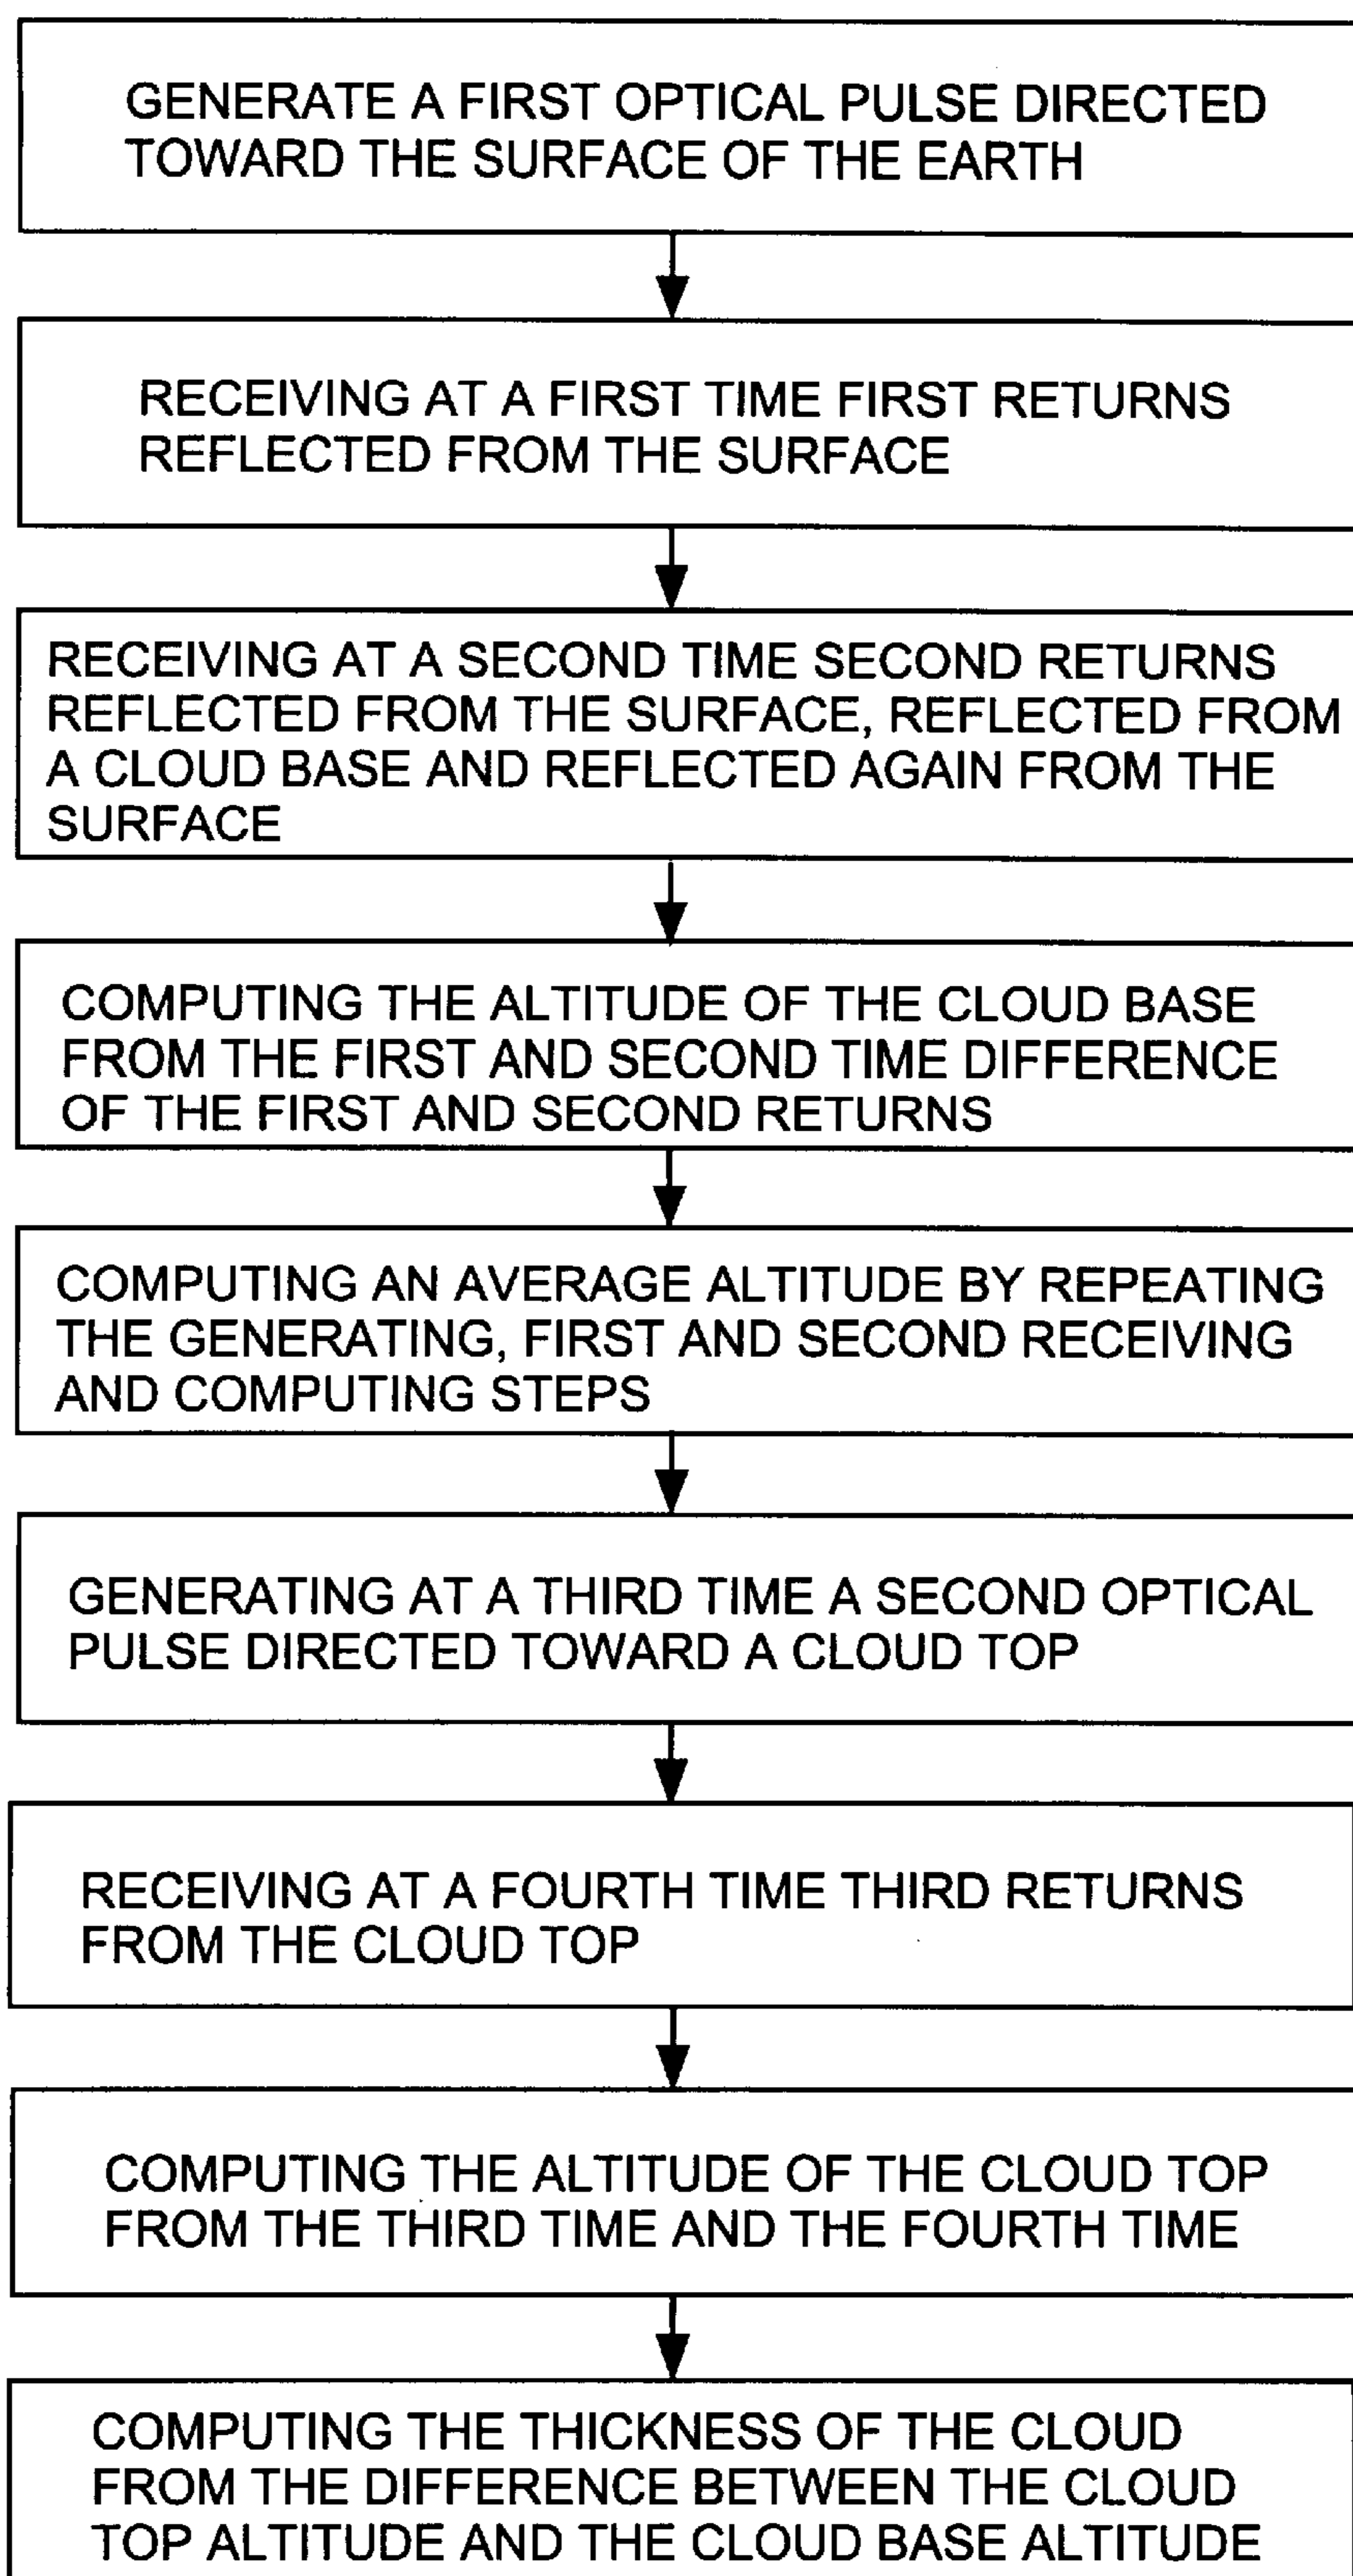 GENERATE A FIRST OPTICAL PULSE DIRECTED
TOWARD THE SURFACE OF THE EARTH
RECEIVING AT A FIRST TIME FIRST RETURNS
REFLECTED FROM THE SURFACE
RECEIVING AT A SECOND TIME SECOND RETURNS
REFLECTED FROM THE SURFACE, REFLECTED FROM
A CLOUD BASE AND REFLECTED AGAIN FROM THE
SURFACE
COMPUTING THE ALTITUDE OF THE CLOUD BASE
FROM THE FIRST AND SECOND TIME DIFFERENCE
OF THE FIRST AND SECOND RETURNS
COMPUTING AN AVERAGE ALTITUDE BY REPEATING
THE GENERATING, FIRST AND SECOND RECEIVING
AND COMPUTING STEPS
GENERATING AT A THIRD TIME A SECOND OPTICAL
PULSE DIRECTED TOWARD A CLOUD TOP
RECEIVING AT A FOURTH TIME THIRD RETURNS
FROM THE CLOUD TOP
COMPUTING THE ALTITUDE OF THE CLOUD TOP
FROM THE THIRD TIME AND THE FOURTH TIME
COMPUTING THE THICKNESS OF THE CLOUD
FROM THE DIFFERENCE BETWEEN THE CLOUD
TOP ALTITUDE AND THE CLOUD BASE ALTITUDE